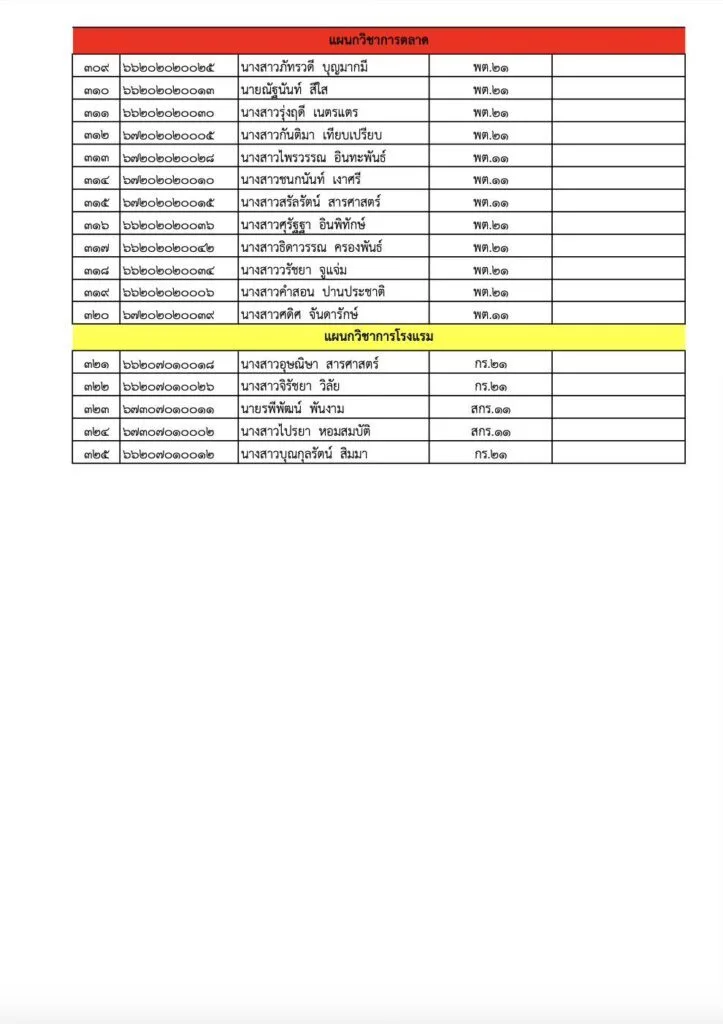 แผนกวิชาการตลาด
๓๐๙ ๖๖๒๐๒๐๒๐๐๒๕ นางสาวภัทรวดี บุญมากมี พต.๒๑
๓๑๐ ๖๖๒๐๒๐๒๐๐๑๓ นายณัฐนันท์ สีใส พต.๒๑
๓๑๑ ๖๖๒๐๒๐๒๐๐๓๐ นางสาวรุ่งฤดี เนตรแตร พต.๒๑
๓๑๒ ๖๗๒๐๒๐๒๐๐๐๕ นางสาวกันติมา เทียบเปรียบ พต.๒๑
๓๑๓ ๖๗๒๐๒๐๒๐๐๒๘ นางสาวไพรวรรณ อินทะพันธ์ พต.๑๑
๓๑๔ ๖๗๒๐๒๐๒๐๐๑๐ นางสาวชนกนันท์ เงาศรี พต.๑๑
๓๑๕ ๖๗๒๐๒๐๒๐๐๑๕ นางสาวสรัลรัตน์ สารศาสตร์ พต.๑๑
๓๑๖ ๖๖๒๐๒๐๒๐๐๓๖ นางสาวศุรัฐฐา อินพิทักษ์ พต.๒๑
๓๑๗ ๖๖๒๐๒๐๒๐๐๔๒ นางสาวธิดาวรรณ ครองพันธ์ พต.๒๑
๓๑๘ ๖๖๒๐๒๐๒๐๐๓๔ นางสาววรัชยา จูแจ่ม พต.๒๑
๓๑๙ ๖๖๒๐๒๐๒๐๐๐๖ นางสาวคำสอน ปานประชาติ พต.๒๑
๓๒๐ ๖๗๒๐๒๐๒๐๐๓๙ นางสาวศดิศ จันดารักษ์ พต.๑๑
แผนกวิชาการโรงแรม
๓๒๑ ๖๖๒๐๗๐๑๐๐๑๘ นางสาวอุษณิษา สารศาสตร์ กร.๒๑
๓๒๒ ๖๖๒๐๗๐๑๐๐๒๖ นางสาวจิรัชยา วิลัย กร.๒๑
๓๒๓ ๖๗๓๐๗๐๑๐๐๑๑ นายรพีพัฒน์ พันงาม สกร.๑๑
๓๒๔ ๖๗๓๐๗๐๑๐๐๐๒ นางสาวไปรยา หอมสมบัติ สกร.๑๑
๓๒๕ ๖๖๒๐๗๐๑๐๐๑๒ นางสาวบุณกุลรัตน์ สิมมา กร.๒๑